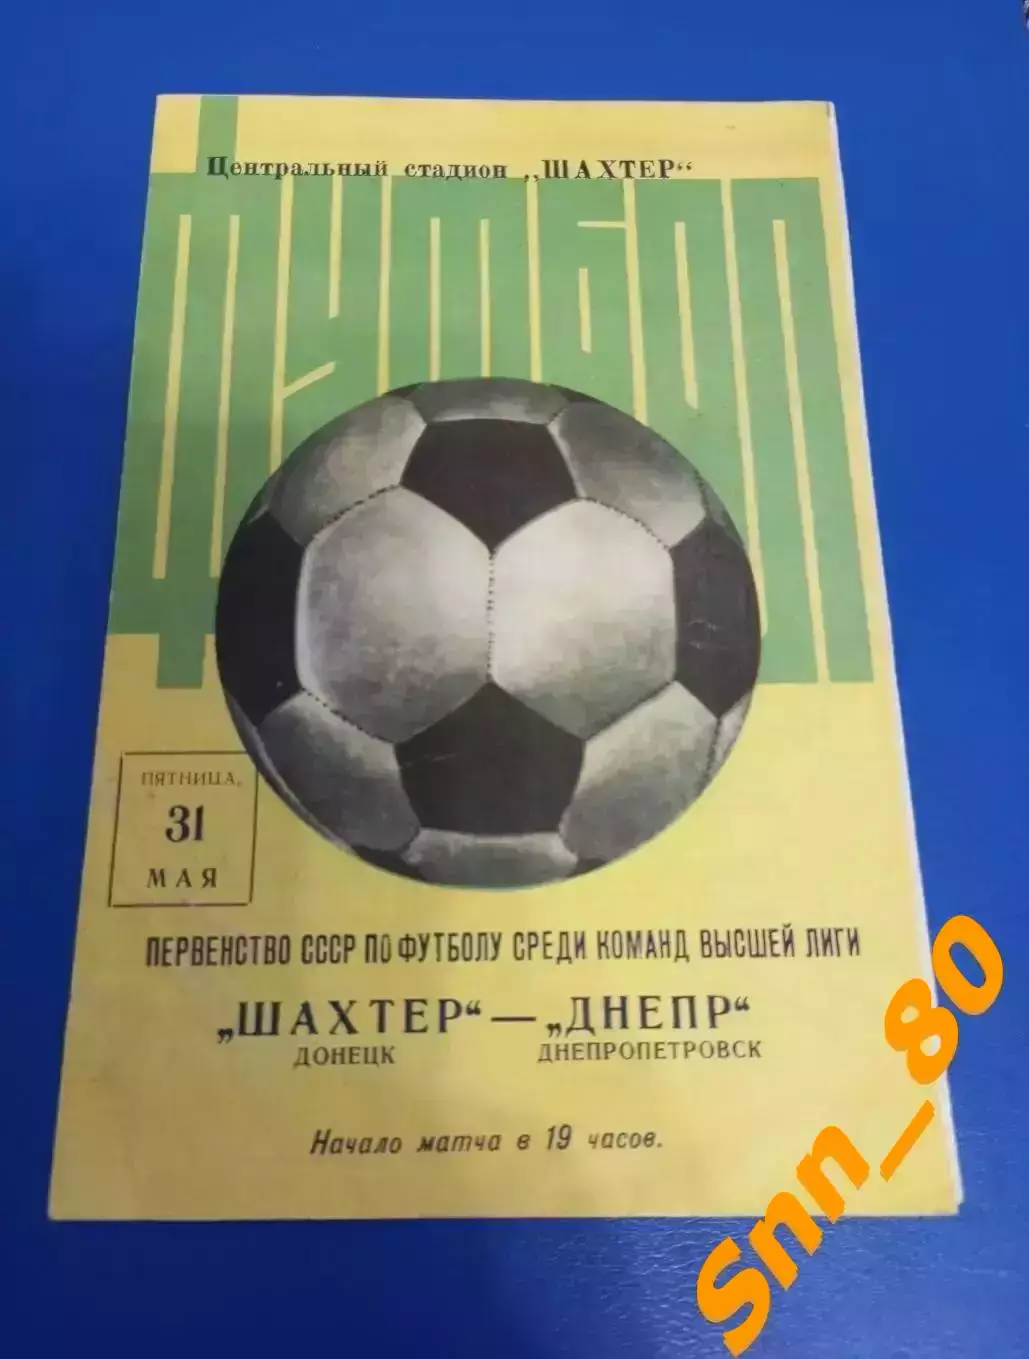 Центральный стадион „ШАХТЕР“
ФУТБОЛ
ПЯТНИЦА,
31
МАЯ
ПЕРВЕНСТВО СССР ПО ФУТБОЛУ СРЕДИ КОМАНД ВЫСШЕЙ ЛИГИ
„ШАХТЕР“ — „ДНЕПР“
ДОНЕЦК ДНЕПРОПЕТРОВСК
Начало матча в 19 часов.
Snn_80